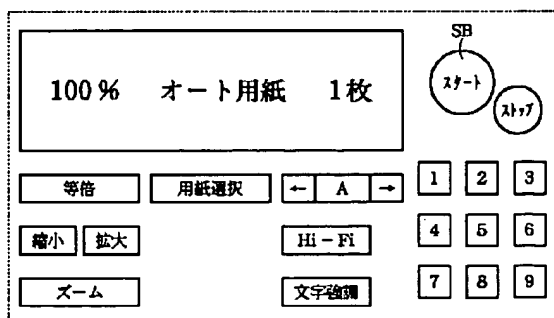 SB
100% オート用紙 1枚
スタート
ストップ
等倍 用紙選択 ← A → 1 2 3
縮小 拡大 Hi-Fi 4 5 6
ズーム 文字強調 7 8 9